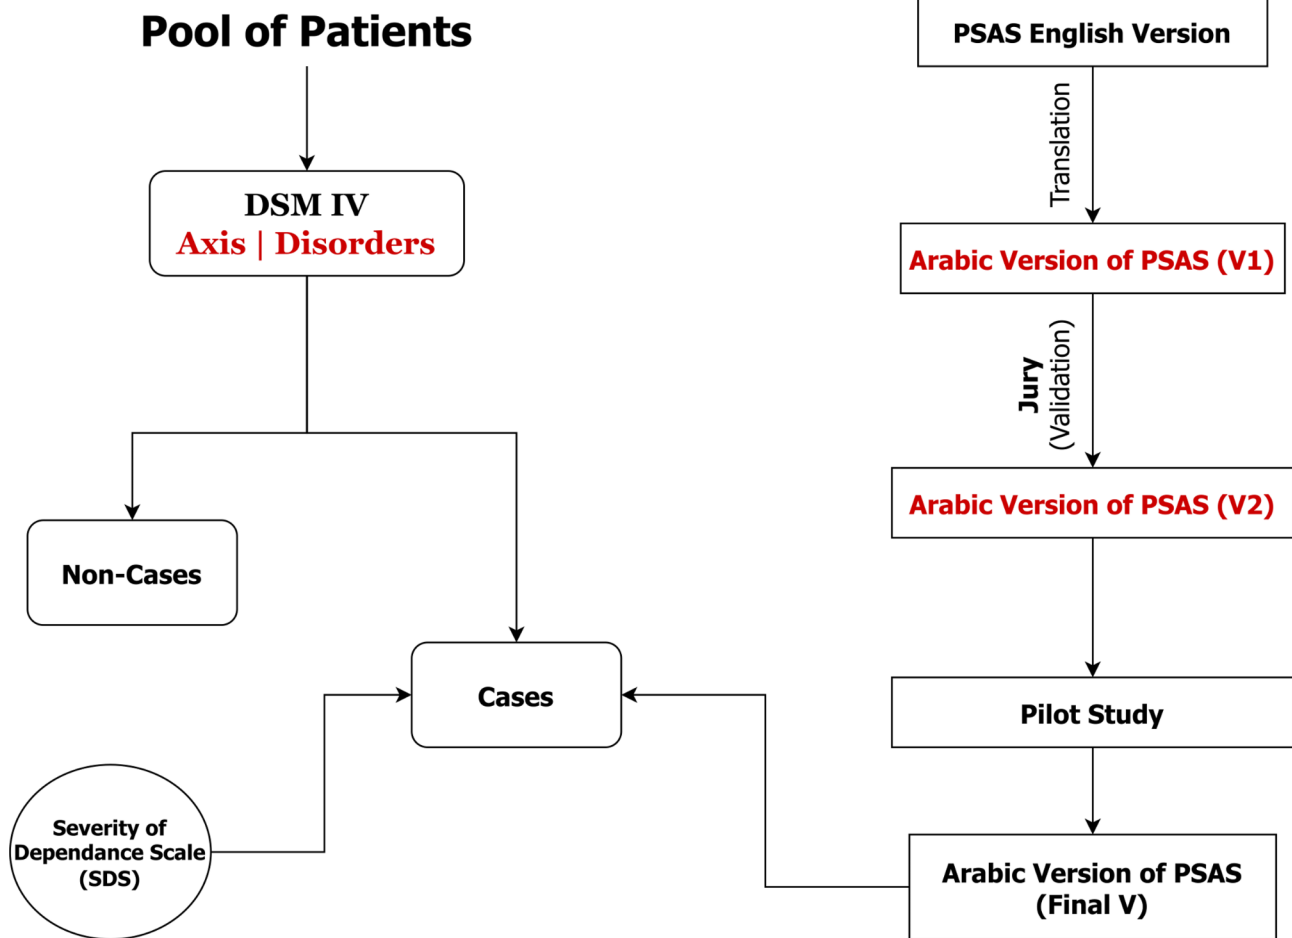 Pool of Patients
DSM IV
Axis | Disorders
Non-Cases
Cases
Severity of
Dependance Scale
(SDS)
PSAS English Version
Translation
Arabic Version of PSAS (V1)
Jury
(Validation)
Arabic Version of PSAS (V2)
Pilot Study
Arabic Version of PSAS
(Final V)